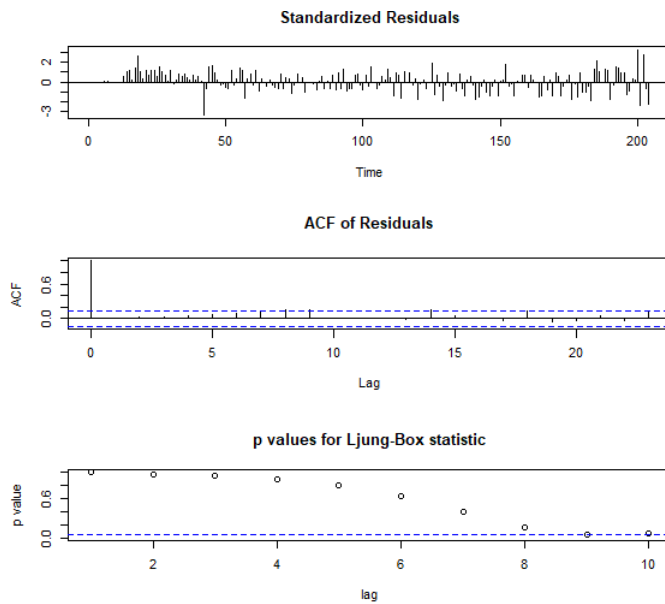 Standardized Residuals
2
0
-3
0 50 100 150 200
Time
ACF of Residuals
ACF
0.6
0.0
0 5 10 15 20
Lag
p values for Ljung-Box statistic
p value
0.6
0.0
2 4 6 8 10
lag